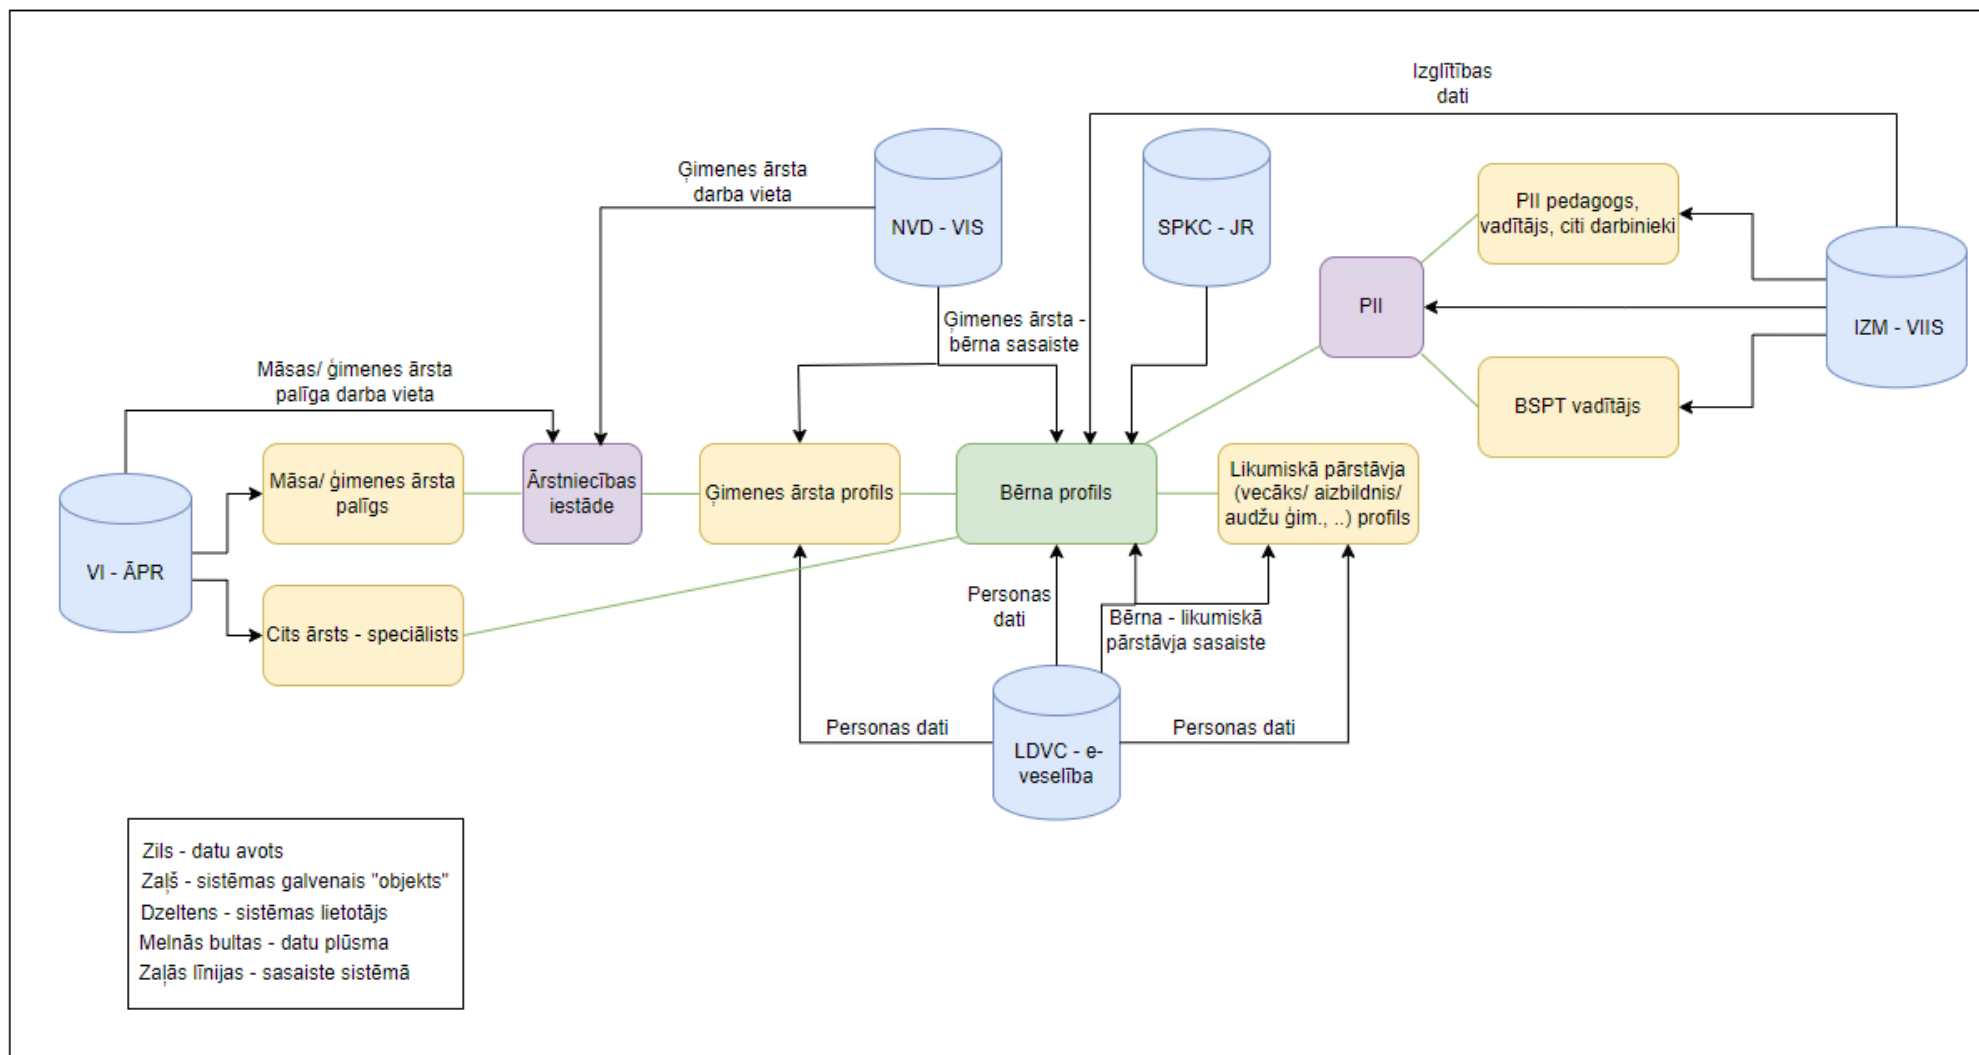 Izglītības
dati
Ģimenes ārsta
darba vieta
NVD - VIS
SPKC - JR
PII pedagogs,
vadītājs, citi darbinieki
PII
IZM - VIIS
Ģimenes ārsta -
bērna sasaiste
Māsas/ ģimenes ārsta
palīga darba vieta
BSPT vadītājs
Māsa/ ģimenes ārsta
palīgs
Ārstniecības
iestāde
Ģimenes ārsta profils
Bērna profils
Likumiskā pārstāvja
(vecāks/ aizbildnis/
audžu ģim., ..) profils
VI - ĀPR
Cits ārsts - speciālists
Personas
dati
Bērna - likumiskā
pārstāvja sasaiste
Personas dati
Personas dati
LDVC - e-
veselība
Zils - datu avots
Zaļš - sistēmas galvenais "objekts"
Dzeltens - sistēmas lietotājs
Melnās bultas - datu plūsma
Zaļās līnijas - sasaiste sistēmā